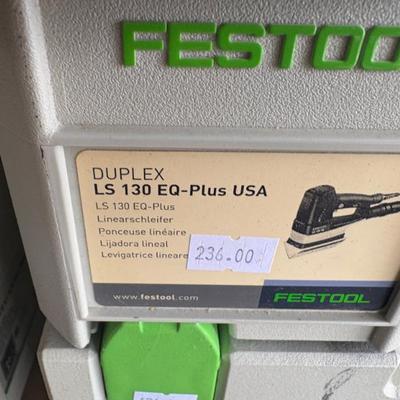 FESTOO
DUPLEX
LS 130 EQ-Plus USA
LS 130 EQ-Plus
Linearschleifer
Ponceuse linéaire
Lijadora lineal
Levigatrice lineare
236.00
www.festool.com
FESTOOL